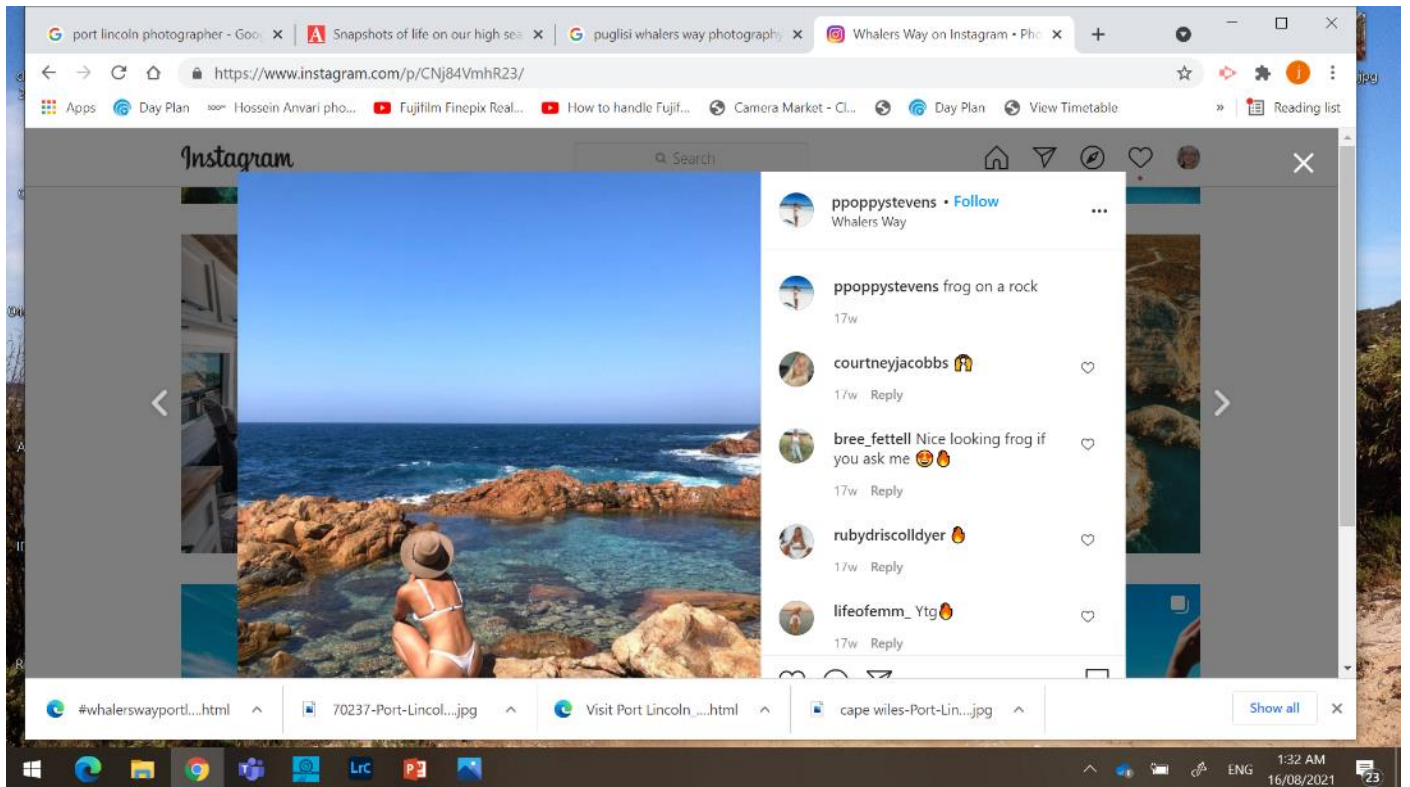 port lincoln photographer - Goo
Snapshots of life on our high sea
puglisi whalers way photography
Whalers Way on Instagram • Pho
https://www.instagram.com/p/CNj84VmhR23/
Apps
Day Plan
Hossein Anvari pho...
Fujifilm Finepix Real...
How to handle Fujif...
Camera Market - Cl...
Day Plan
View Timetable
»
Reading list
Instagram
Search
ppoppystevens • Follow
Whalers Way
ppoppystevens frog on a rock
17w
courtneyjacobbs
17w Reply
bree_fettell Nice looking frog if
you ask me
17w Reply
rubydriscolldyer
17w Reply
lifeofemm_ Ytg
17w Reply
#whalerswayportl....html
70237-Port-Lincol....jpg
Visit Port Lincoln_....html
cape wiles-Port-Lin....jpg
Show all
LrC
ENG
1:32 AM
16/08/2021
23